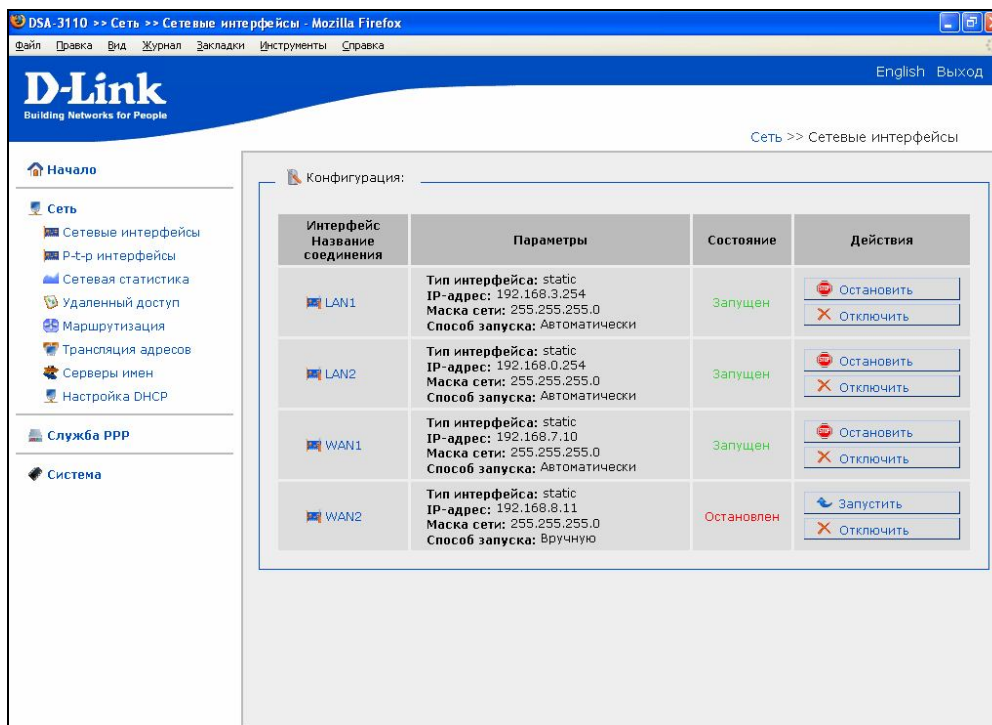 DSA-3110 >> Сеть >> Сетевые интерфейсы - Mozilla Firefox
Файл Правка Вид Журнал Закладки Инструменты Справка
English Выход
D-Link
Building Networks for People
Сеть >> Сетевые интерфейсы
Начало
Сеть
Сетевые интерфейсы
P-t-p интерфейсы
Сетевая статистика
Удаленный доступ
Маршрутизация
Трансляция адресов
Серверы имен
Настройка DHCP
Служба PPP
Система
Конфигурация:
Интерфейс
Название
соединения
Параметры
Состояние
Действия
LAN1
Тип интерфейса: static
IP-адрес: 192.168.3.254
Маска сети: 255.255.255.0
Способ запуска: Автоматически
Запущен
Остановить
Отключить
LAN2
Тип интерфейса: static
IP-адрес: 192.168.0.254
Маска сети: 255.255.255.0
Способ запуска: Автоматически
Запущен
Остановить
Отключить
WAN1
Тип интерфейса: static
IP-адрес: 192.168.7.10
Маска сети: 255.255.255.0
Способ запуска: Автоматически
Запущен
Остановить
Отключить
WAN2
Тип интерфейса: static
IP-адрес: 192.168.8.11
Маска сети: 255.255.255.0
Способ запуска: Вручную
Остановлен
Запустить
Отключить